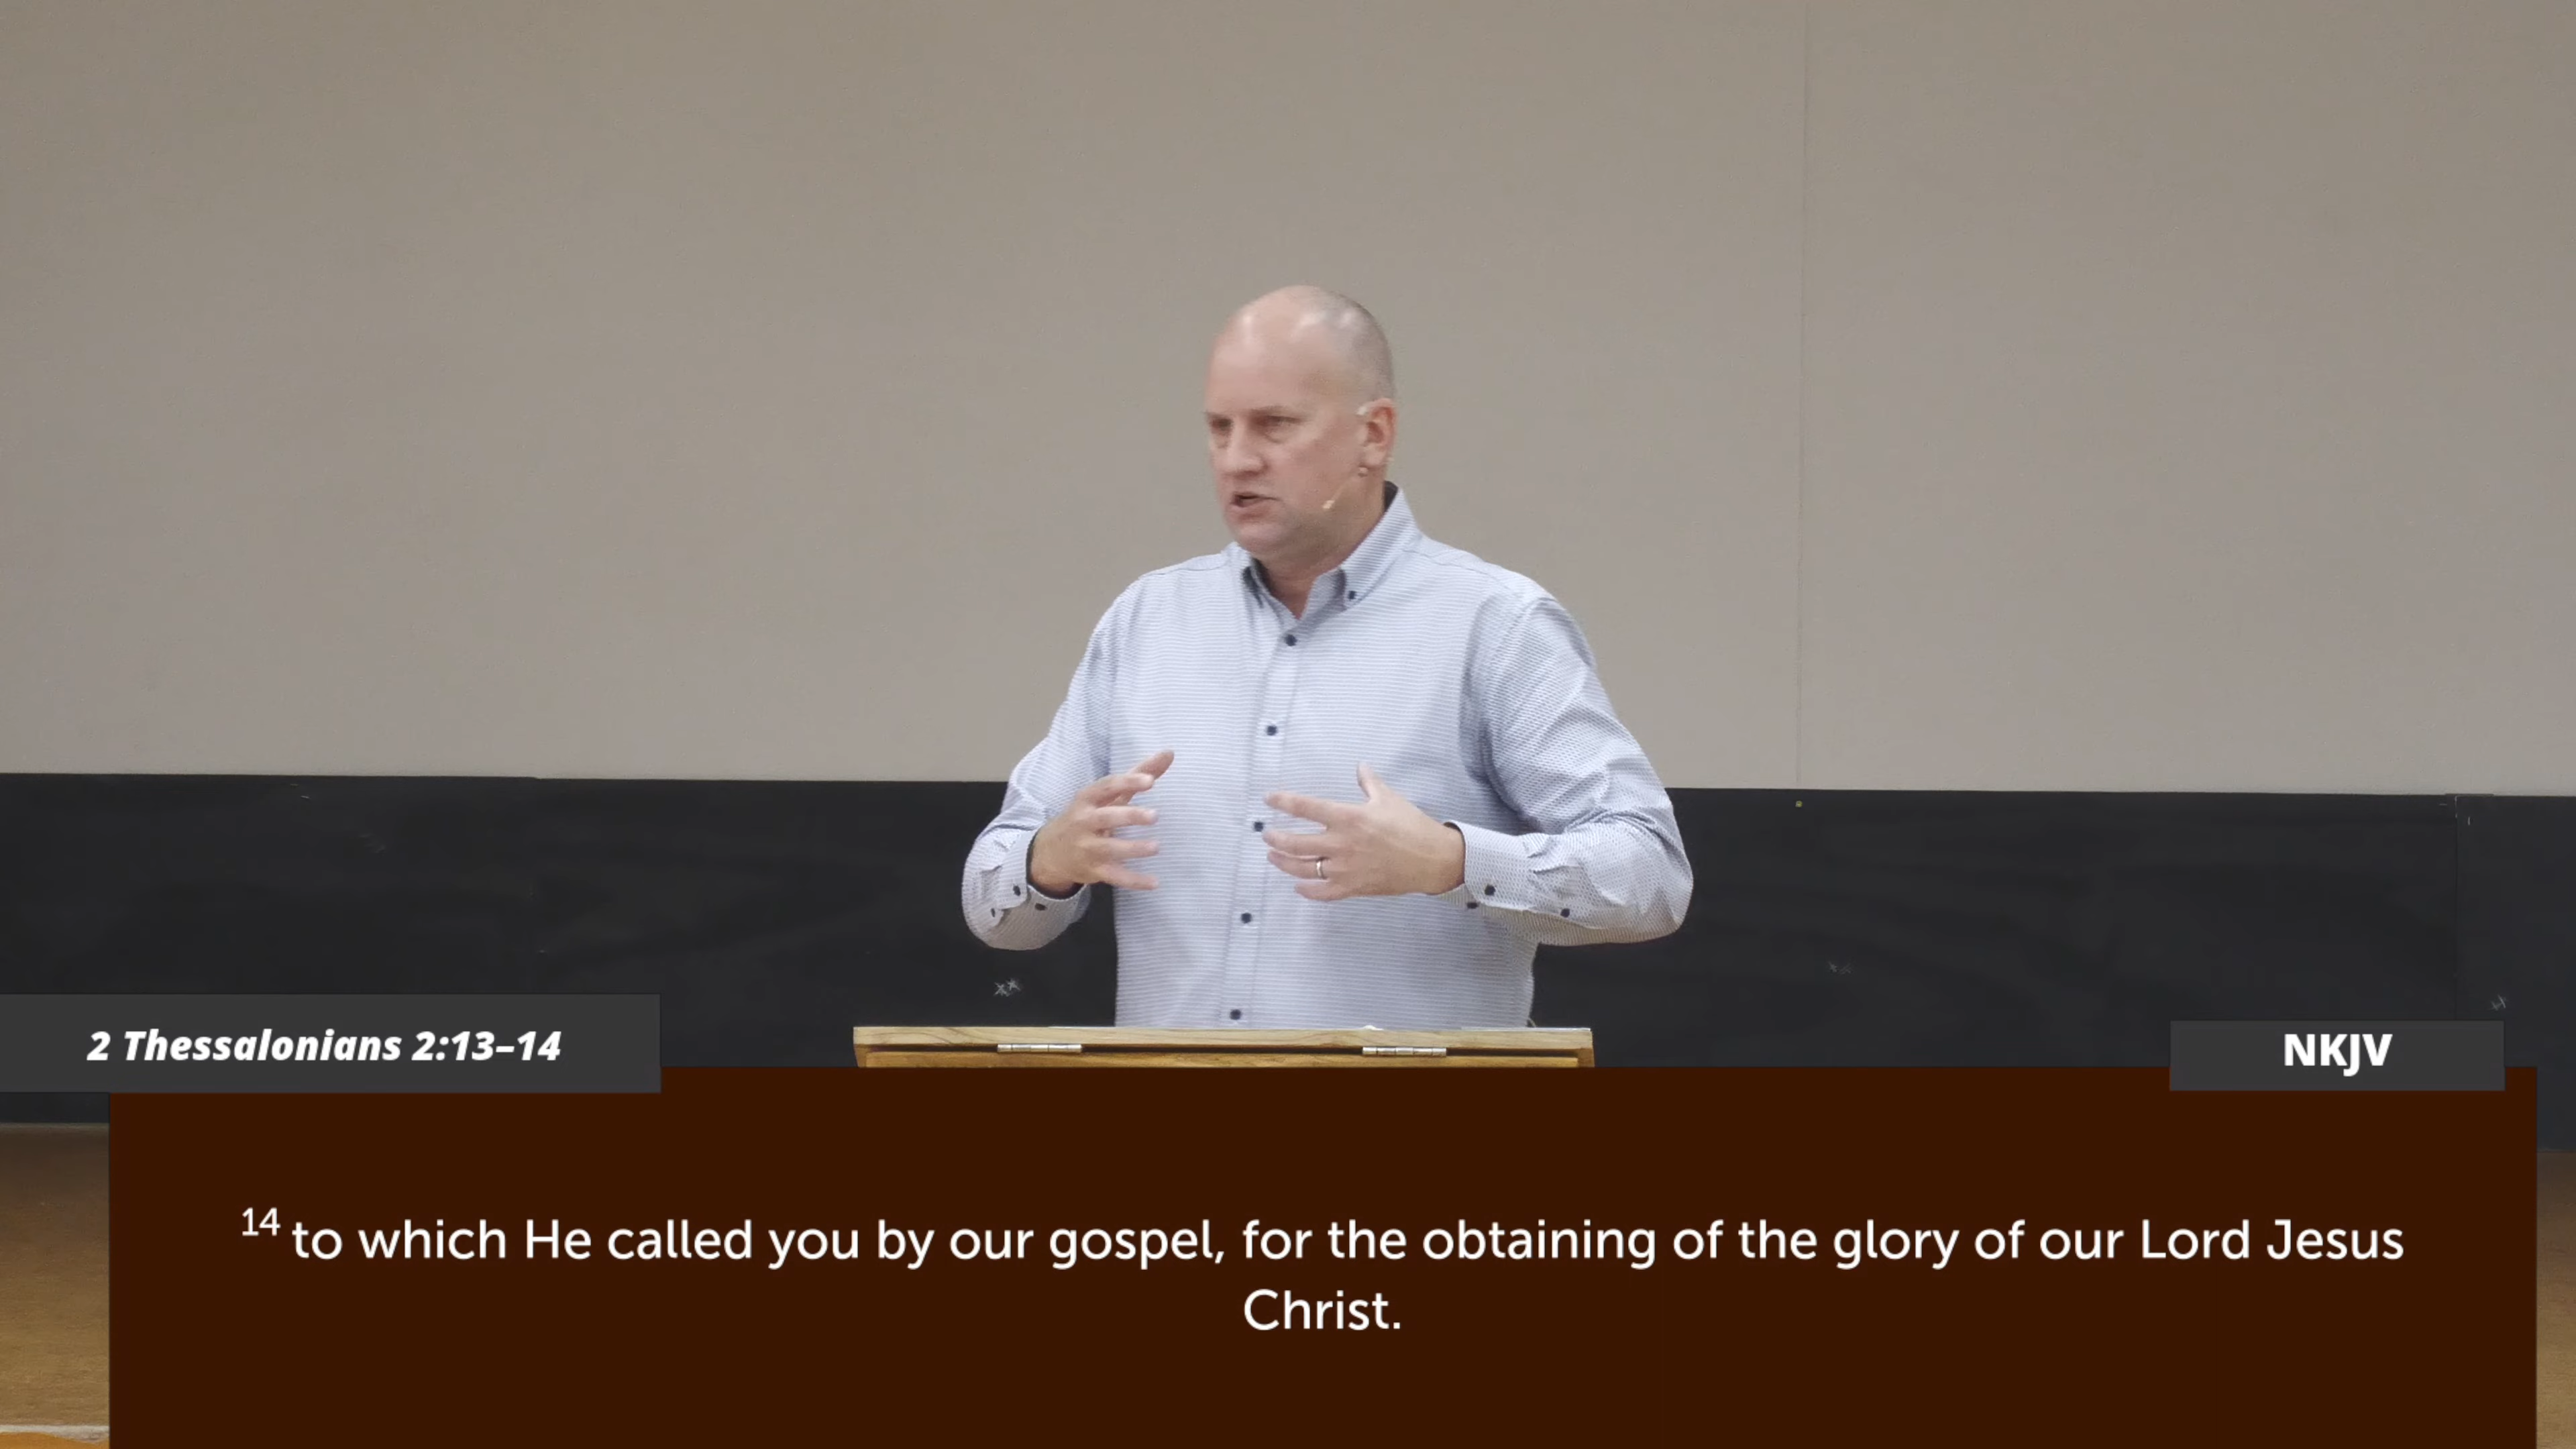 2 Thessalonians 2:13–14
NKJV
14 to which He called you by our gospel, for the obtaining of the glory of our Lord Jesus
Christ.